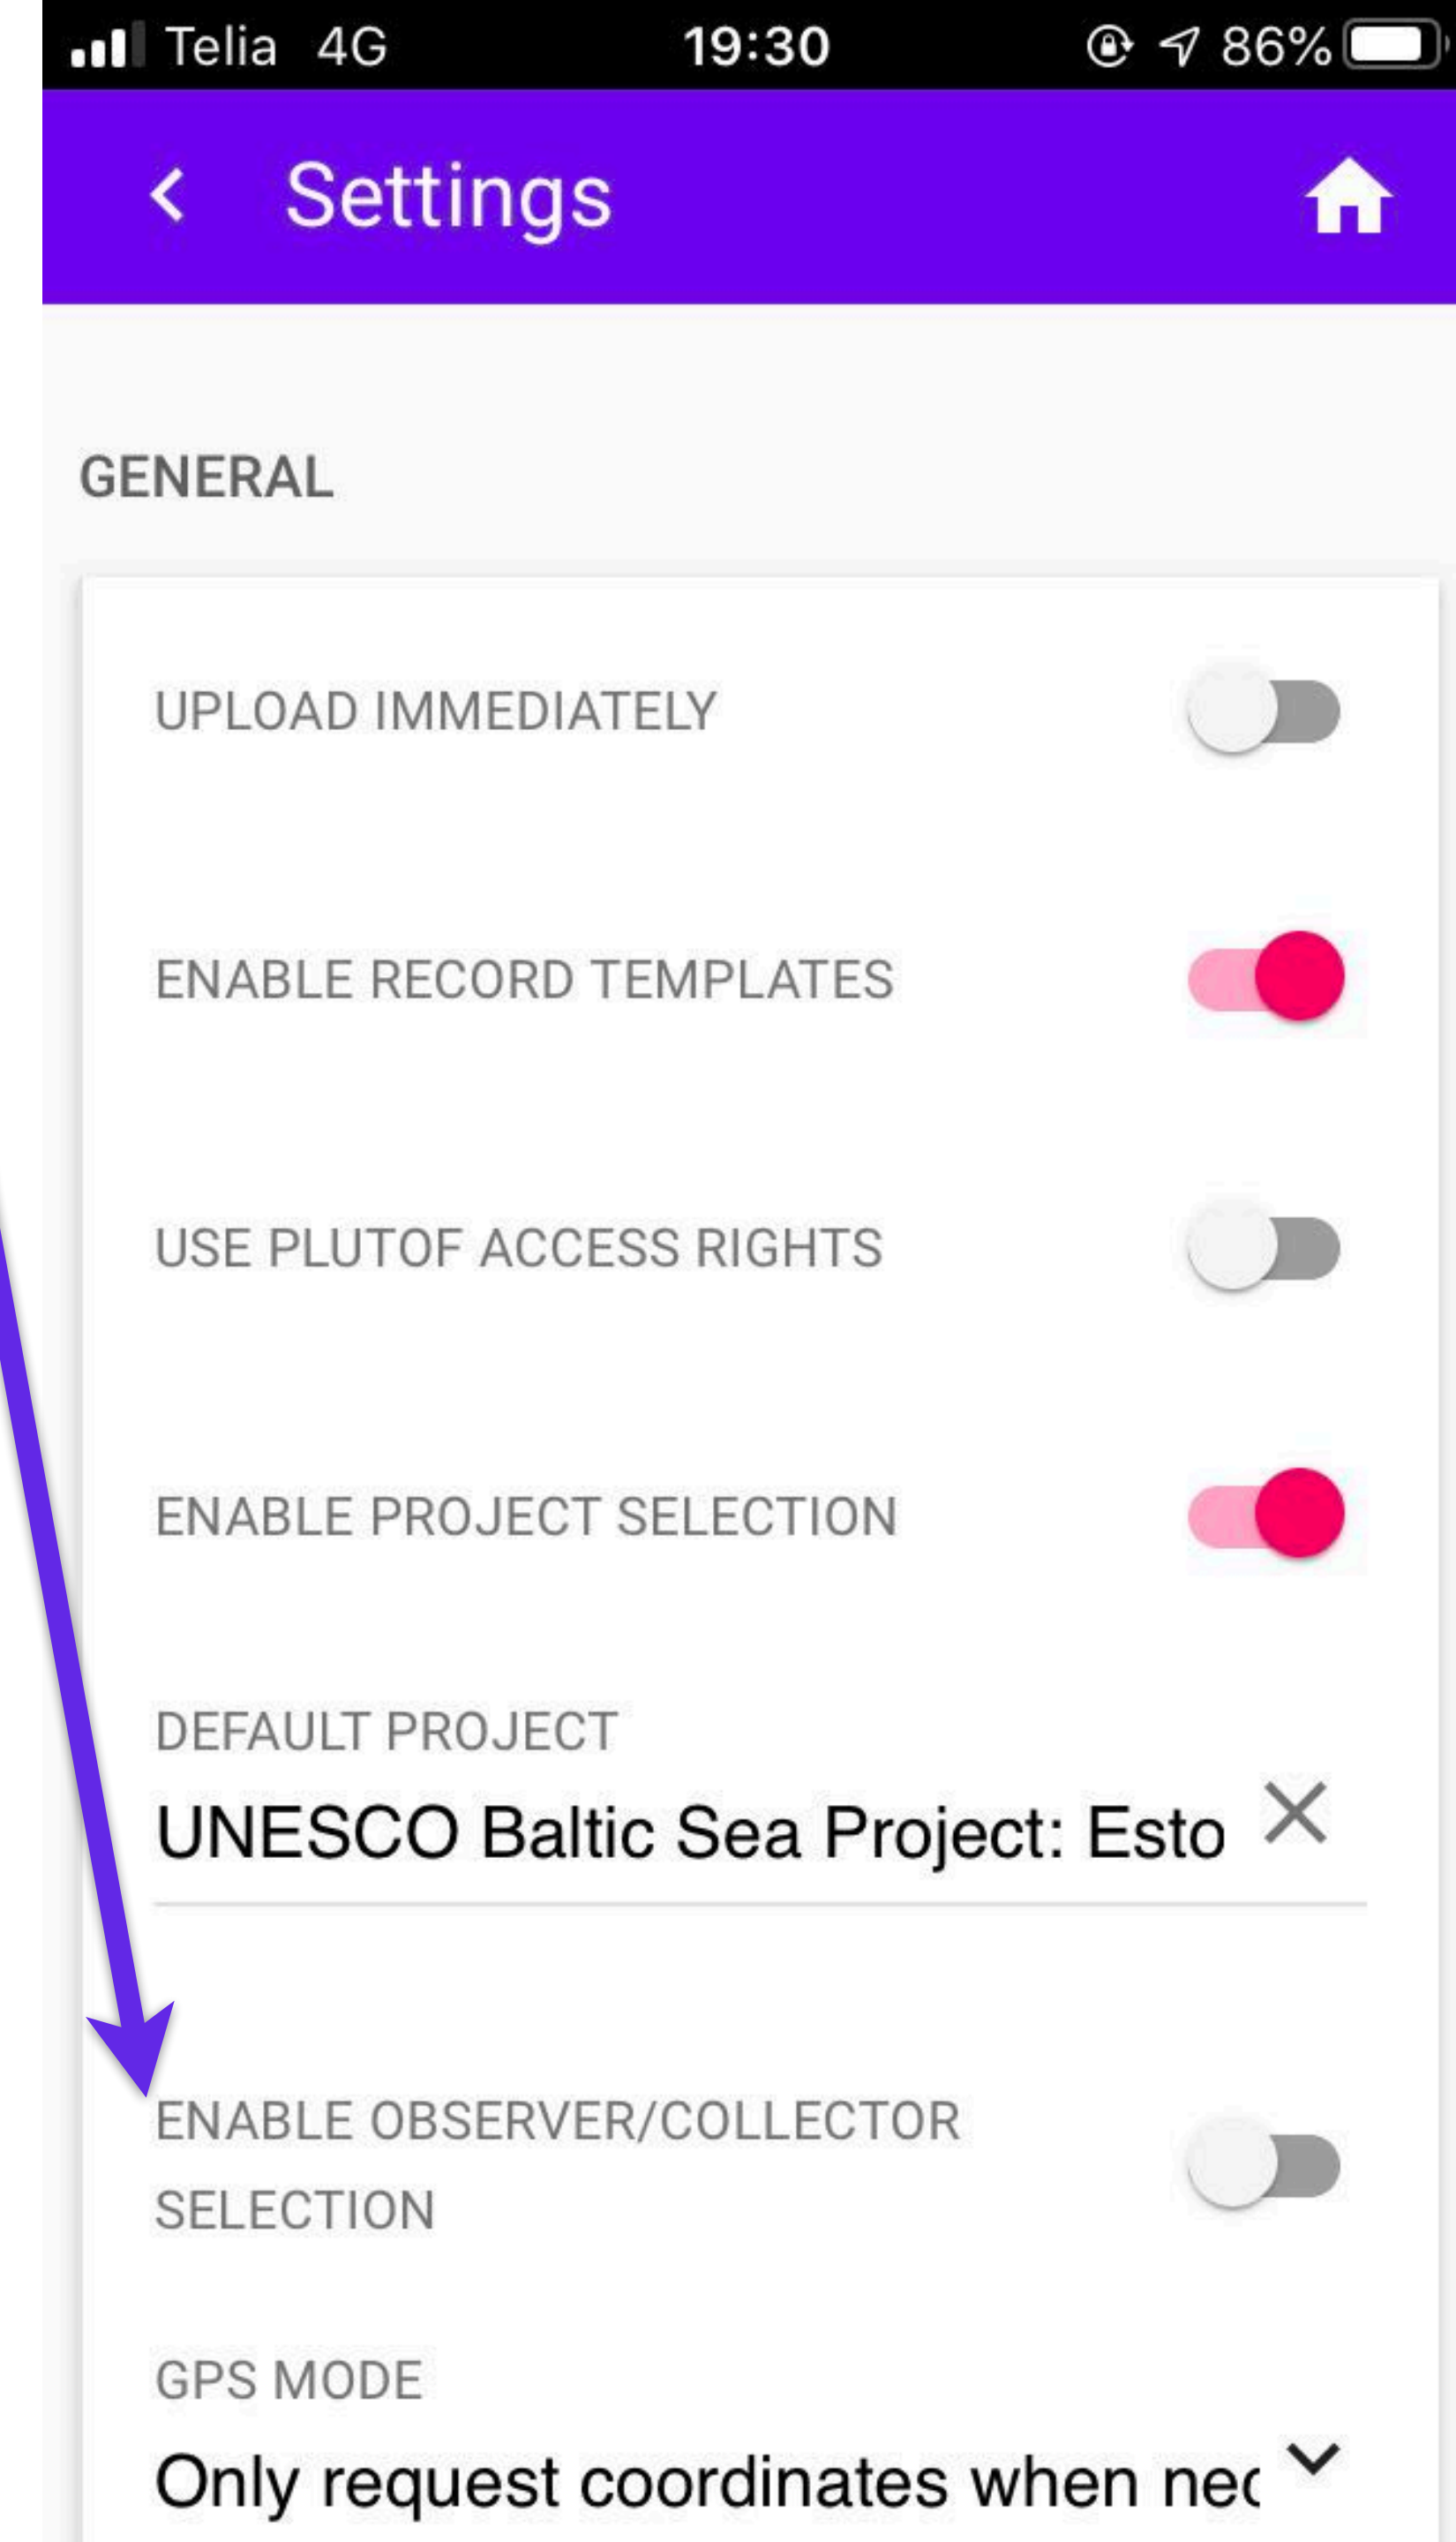 Telia 4G 19:30 86%
Settings
GENERAL
UPLOAD IMMEDIATELY
ENABLE RECORD TEMPLATES
USE PLUTOF ACCESS RIGHTS
ENABLE PROJECT SELECTION
DEFAULT PROJECT
UNESCO Baltic Sea Project: Esto
ENABLE OBSERVER/COLLECTOR
SELECTION
GPS MODE
Only request coordinates when nec